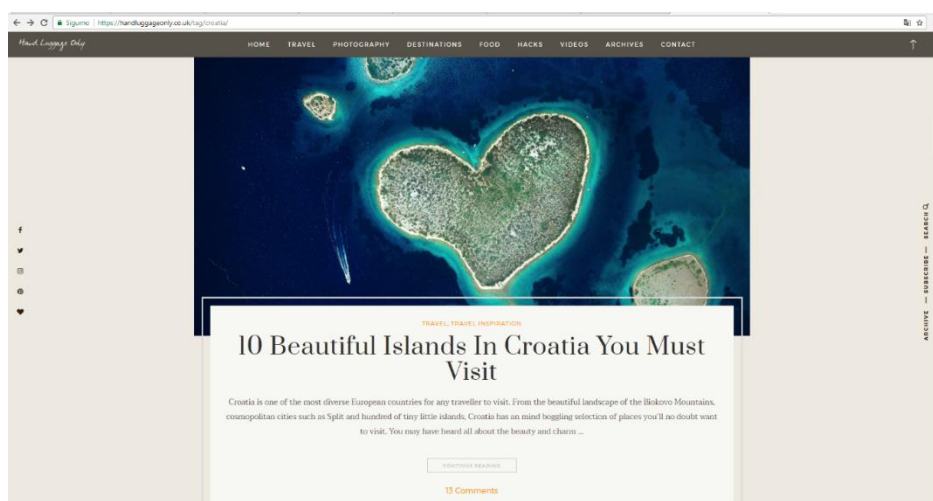 Sigurno https://handluggageonly.co.uk/tag/croatia/
Hand Luggage Only
HOME TRAVEL PHOTOGRAPHY DESTINATIONS FOOD HACKS VIDEOS ARCHIVES CONTACT
SEARCH
SUBSCRIBE
ARCHIVE
TRAVEL, TRAVEL INSPIRATION
10 Beautiful Islands In Croatia You Must
Visit
Croatia is one of the most diverse European countries for any traveller to visit. From the beautiful landscape of the Biokovo Mountains,
cosmopolitan cities such as Split and hundred of tiny little islands, Croatia has an mind boggling selection of places you'll no doubt want
to visit. You may have heard all about the beauty and charm ...
CONTINUE READING
13 Comments